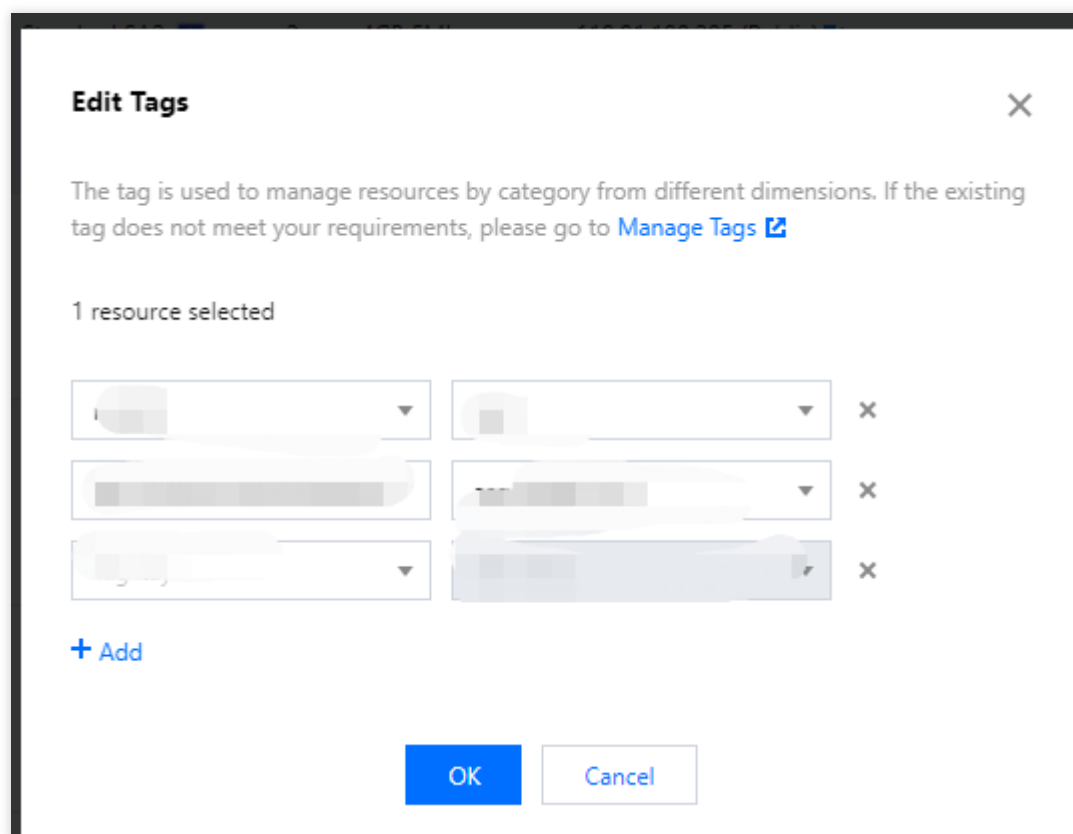 Edit Tags
The tag is used to manage resources by category from different dimensions. If the existing
tag does not meet your requirements, please go to Manage Tags
1 resource selected
+ Add
OK
Cancel